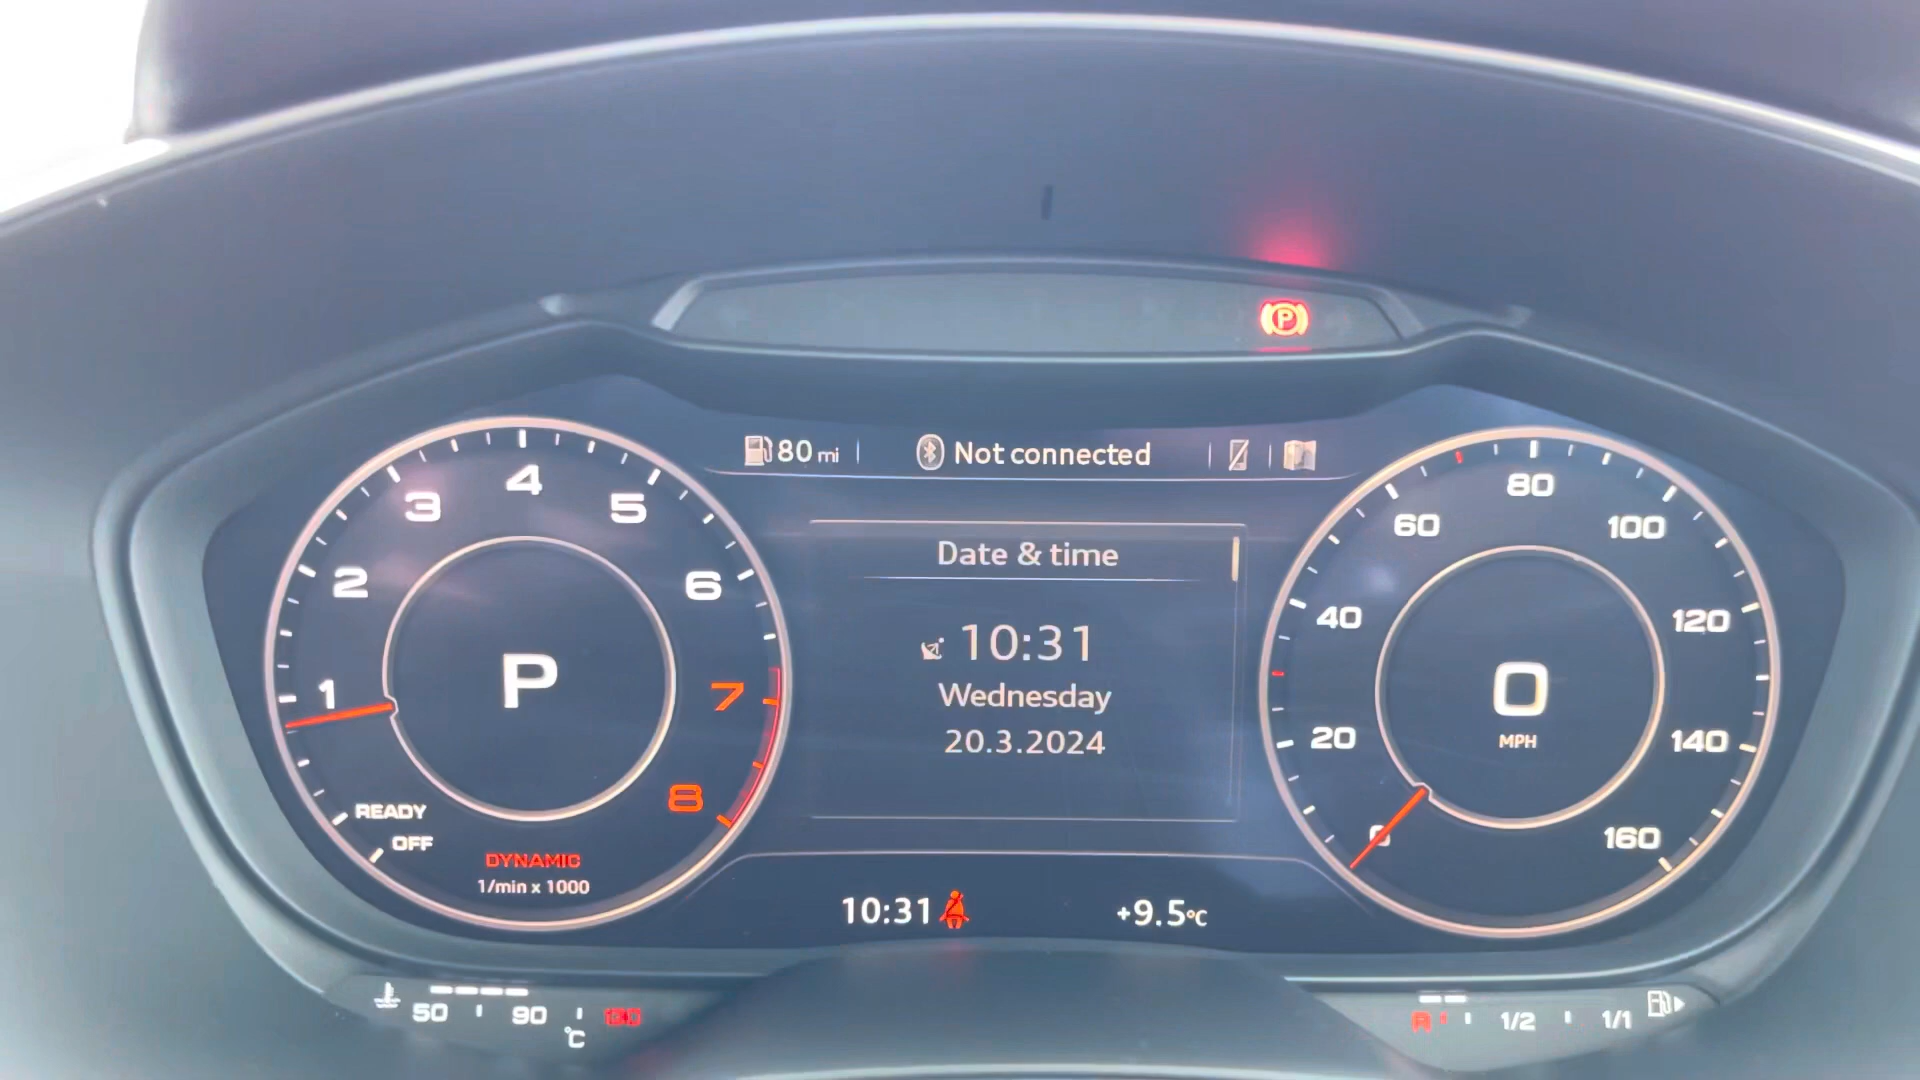 P
80 mi
Not connected
1
2
3
4
5
6
7
8
READY
OFF
P
DYNAMIC
1/min x 1000
Date & time
10:31
Wednesday
20.3.2024
0
20
40
60
80
100
120
140
160
0
MPH
10:31
+9.5°C
50
90
130
°C
R
1/2
1/1